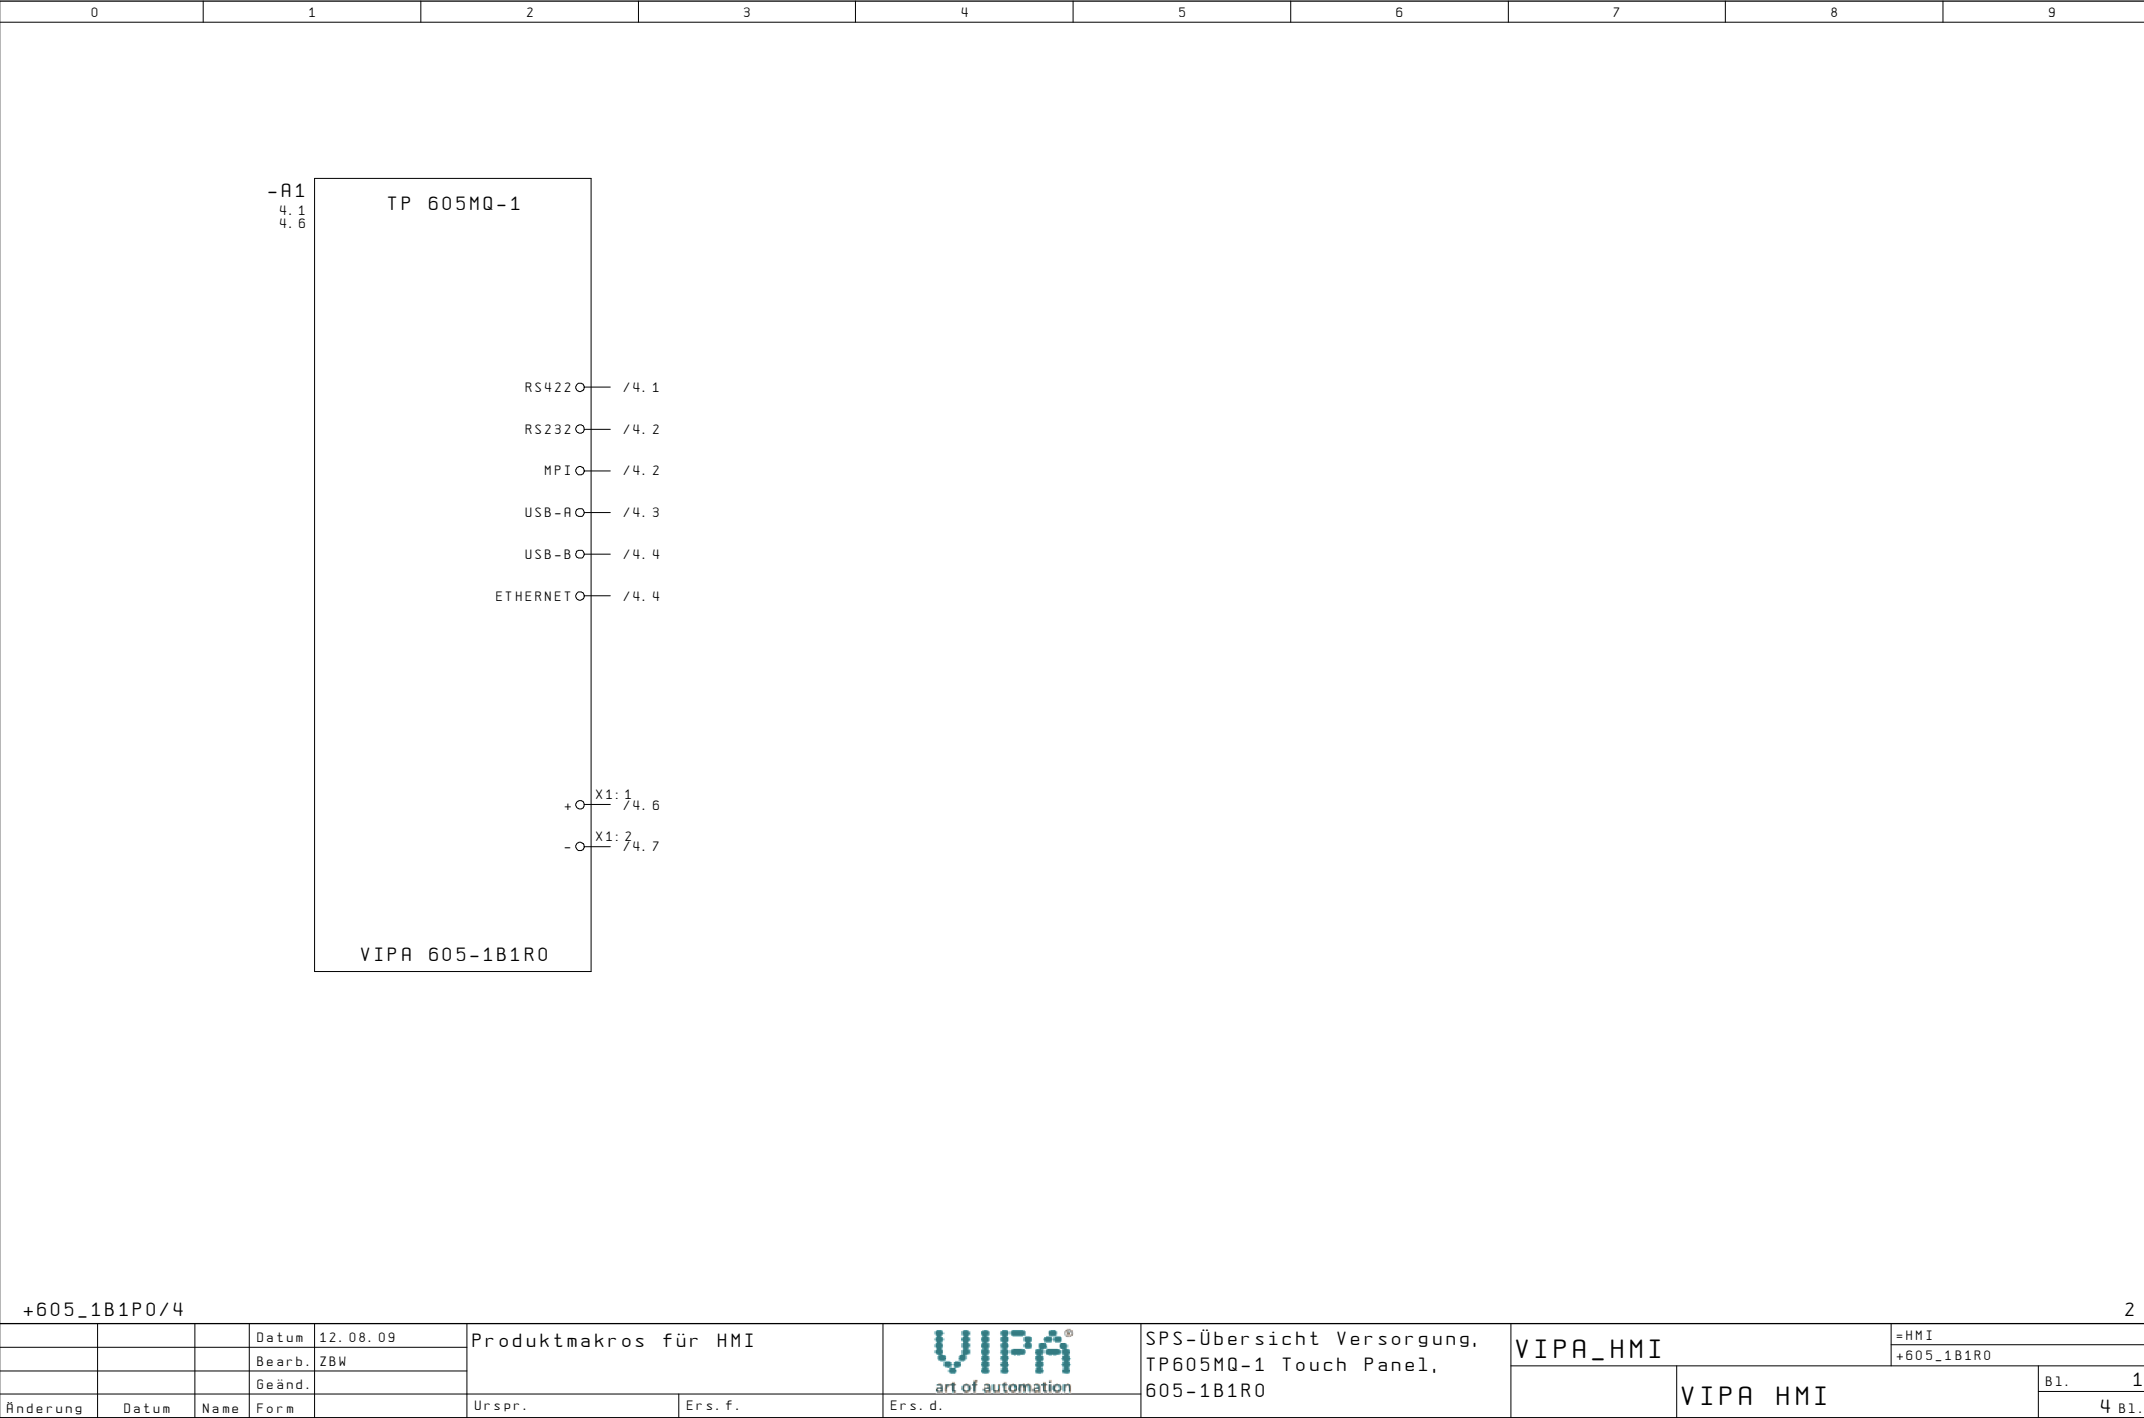 0 1 2 3 4 5 6 7 8 9
-A1
4.1
4.6
TP 605MQ-1
RS422 /4.1
RS232 /4.2
MPI /4.2
USB-A /4.3
USB-B /4.4
ETHERNET /4.4
X1:1
+ /4.6
X1:2
- /4.7
VIPA 605-1B1R0
+605_1B1P0/4
2
Datum 12.08.09
Bearb. ZBW
Geänd.
Änderung Datum Name Form
Produktmakros für HMI
Urspr. Ers.f. Ers.d.
VIPA®
art of automation
SPS-Übersicht Versorgung,
TP605MQ-1 Touch Panel,
605-1B1R0
VIPA_HMI
VIPA HMI
=HMI
+605_1B1R0
Bl. 1
4 Bl.